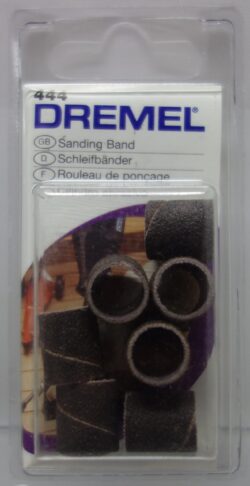 444
DREMEL®
GB Sanding Band
D Schleifbänder
F Rouleau de ponçage